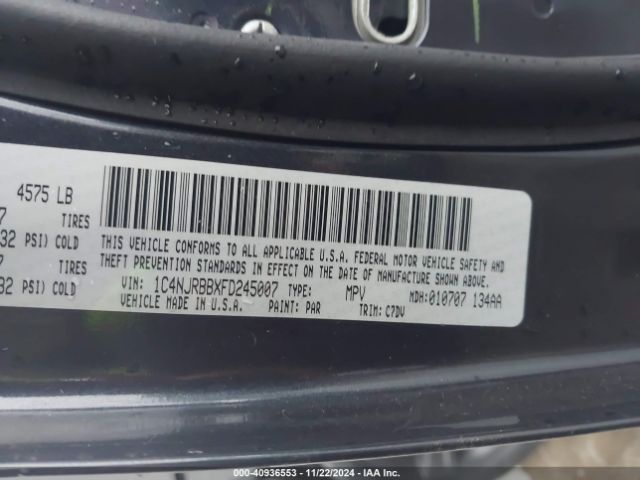 4575 LB
7 TIRES
32 PSI) COLD
7 TIRES
32 PSI) COLD
THIS VEHICLE CONFORMS TO ALL APPLICABLE U.S.A. FEDERAL MOTOR VEHICLE SAFETY AND
THEFT PREVENTION STANDARDS IN EFFECT ON THE DATE OF MANUFACTURE SHOWN ABOVE.
VIN: 1C4NJRBBXFD245007 TYPE: MPV MDH:010707 134AA
VEHICLE MADE IN U.S.A. PAINT: PAR TRIM: C7DV
000-40936553 - 11/22/2024 - IAA Inc.